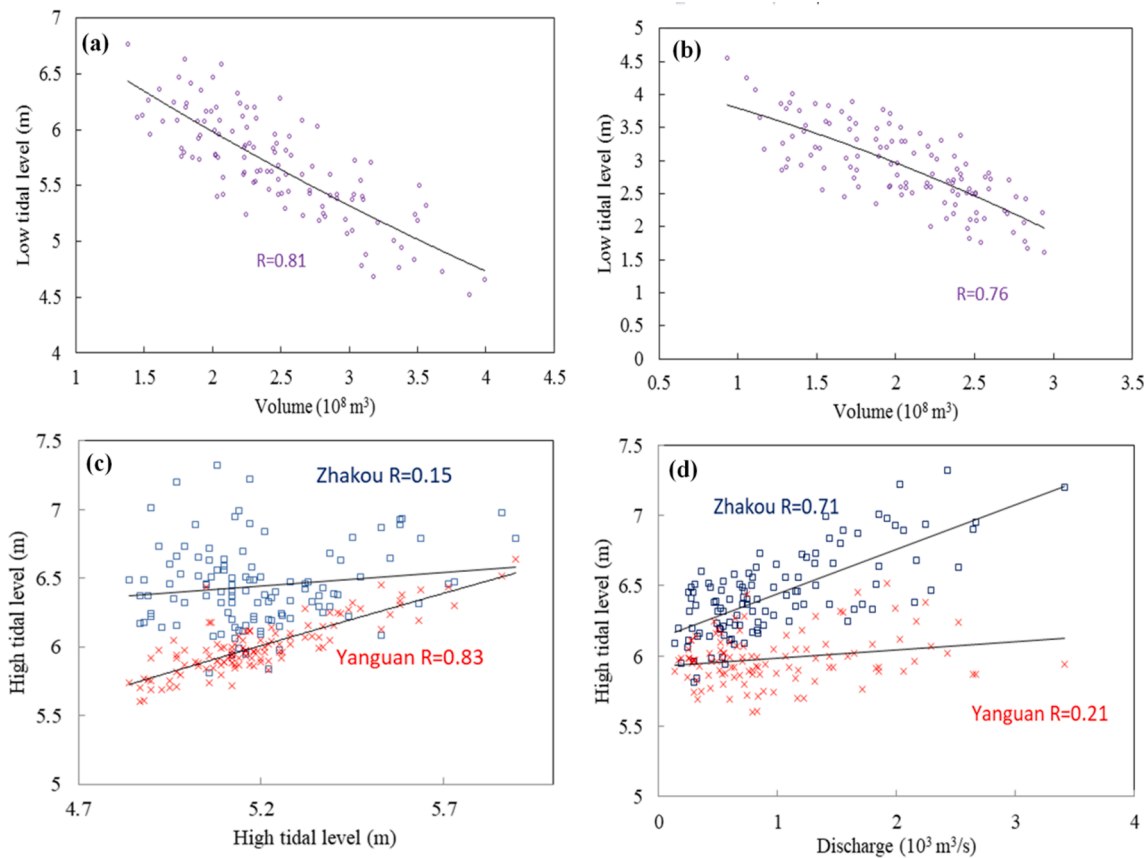 (a)
Low tidal level (m)
7
6.5
6
5.5
5
4.5
4
R=0.81
1 1.5 2 2.5 3 3.5 4 4.5
Volume (10⁸ m³)
(b)
Low tidal level (m)
5
4.5
4
3.5
3
2.5
2
1.5
1
0.5
0
R=0.76
0.5 1 1.5 2 2.5 3 3.5
Volume (10⁸ m³)
(c)
High tidal level (m)
7.5
7
6.5
6
5.5
5
Zhakou R=0.15
Yanguan R=0.83
4.7 5.2 5.7
High tidal level (m)
(d)
High tidal level (m)
7.5
7
6.5
6
5.5
5
Zhakou R=0.71
Yanguan R=0.21
0 1 2 3 4
Discharge (10³ m³/s)